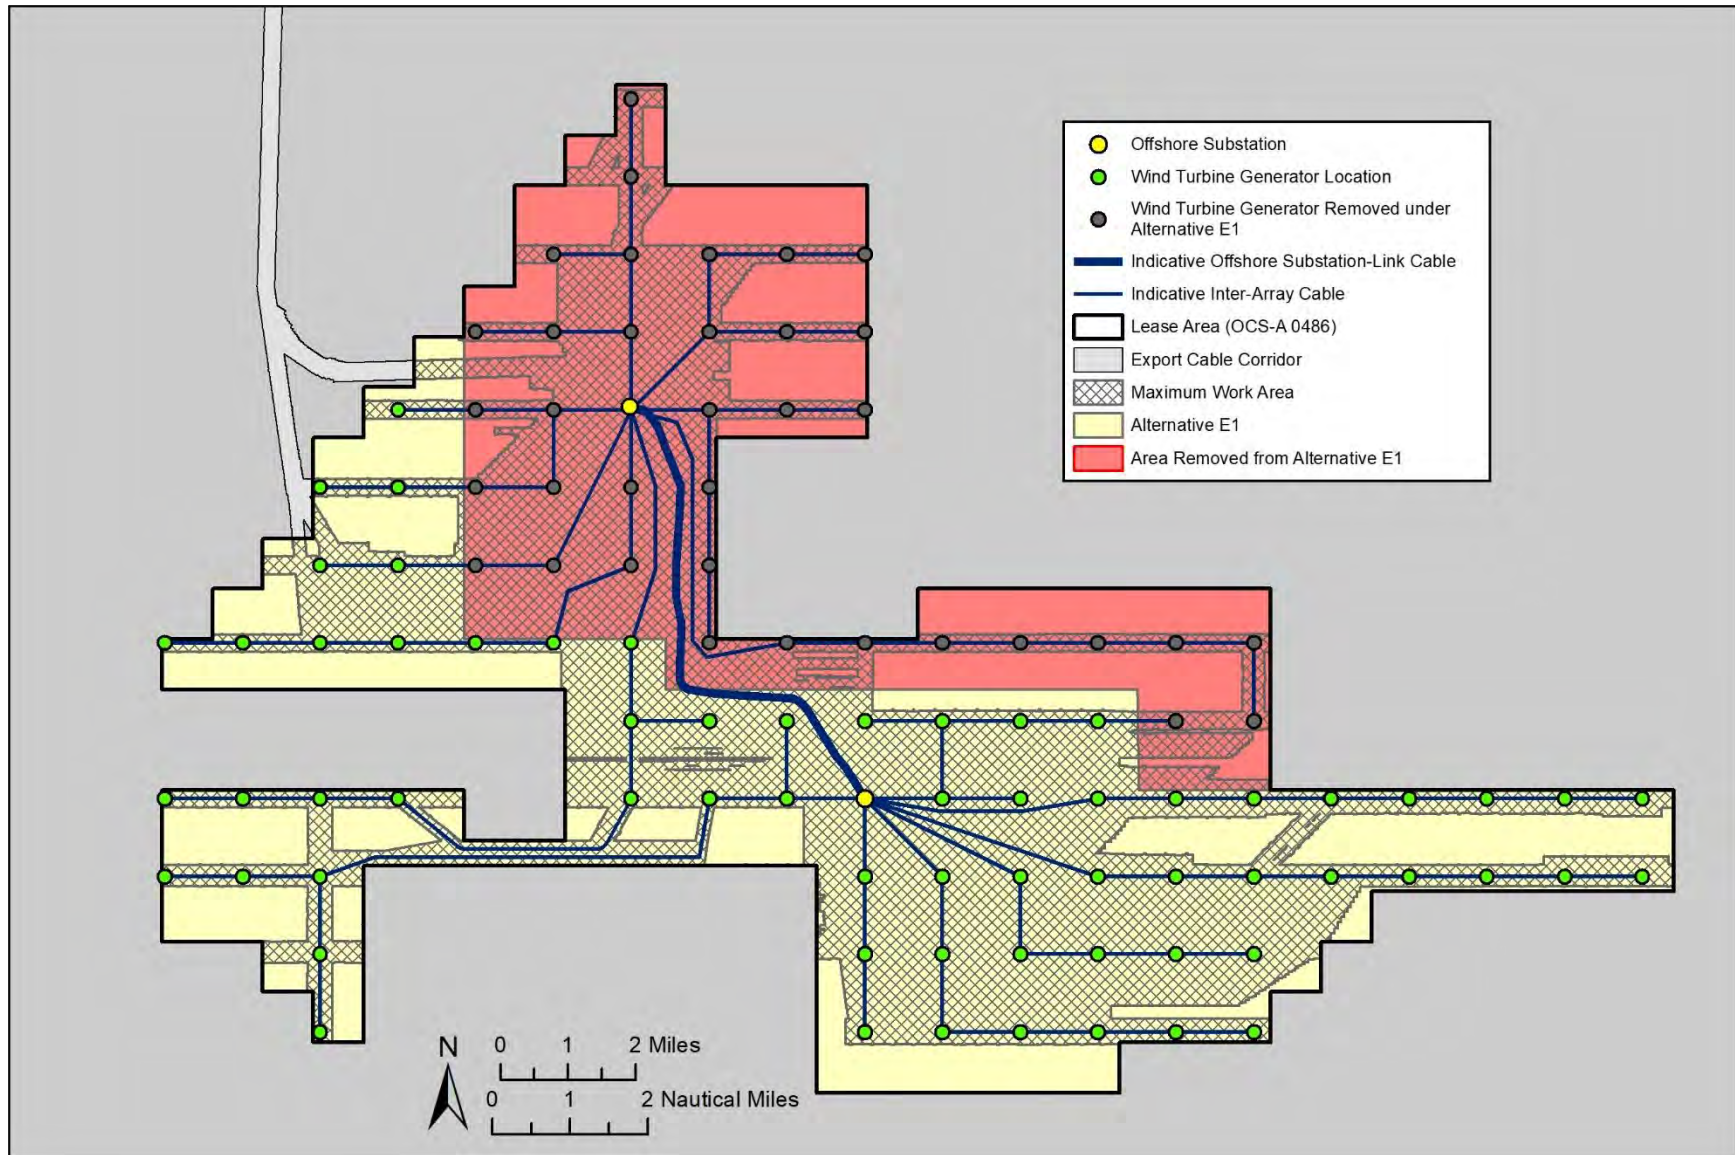 Offshore Substation
Wind Turbine Generator Location
Wind Turbine Generator Removed under
Alternative E1
Indicative Offshore Substation-Link Cable
Indicative Inter-Array Cable
Lease Area (OCS-A 0486)
Export Cable Corridor
Maximum Work Area
Alternative E1
Area Removed from Alternative E1
N
0 1 2 Miles
0 1 2 Nautical Miles